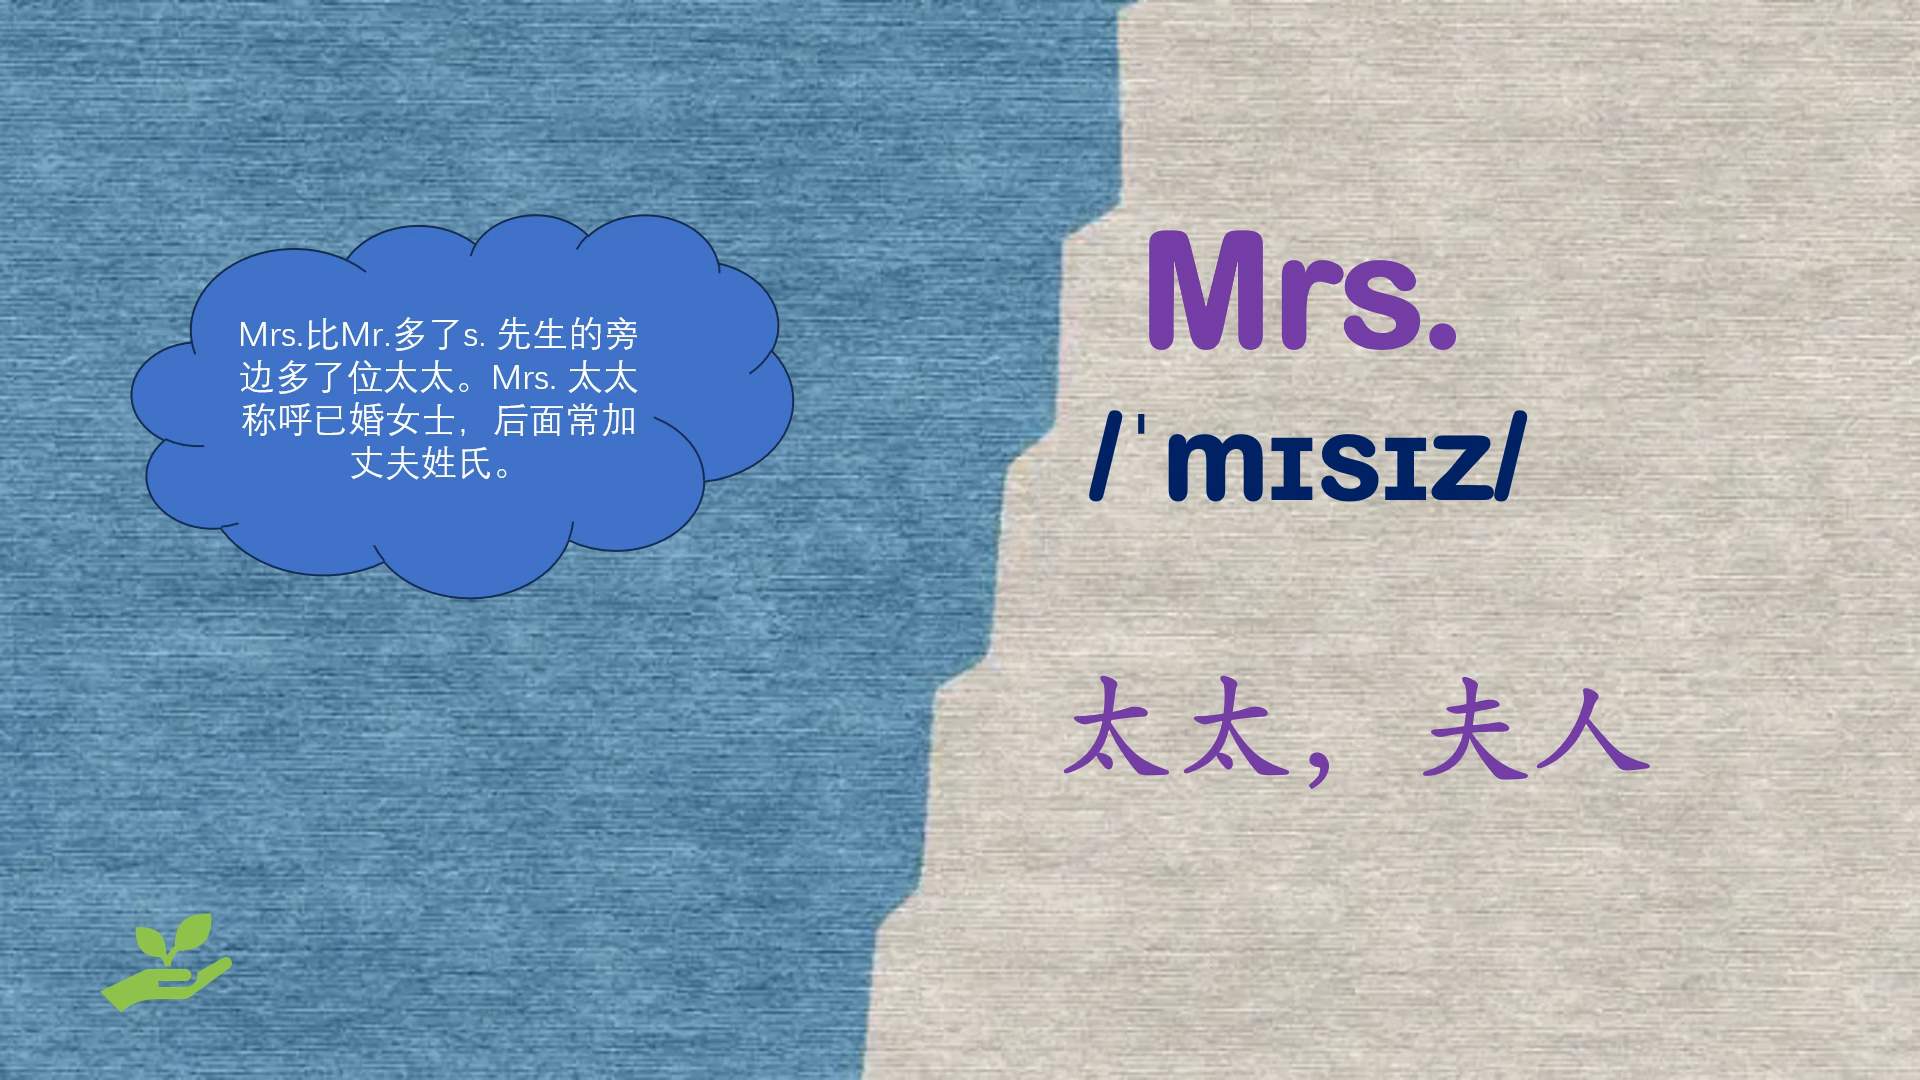 Mrs.比Mr.多了s. 先生的旁
边多了位太太。Mrs. 太太
称呼已婚女士，后面常加
丈夫姓氏。
Mrs.
/ˈmɪsɪz/
太太，夫人